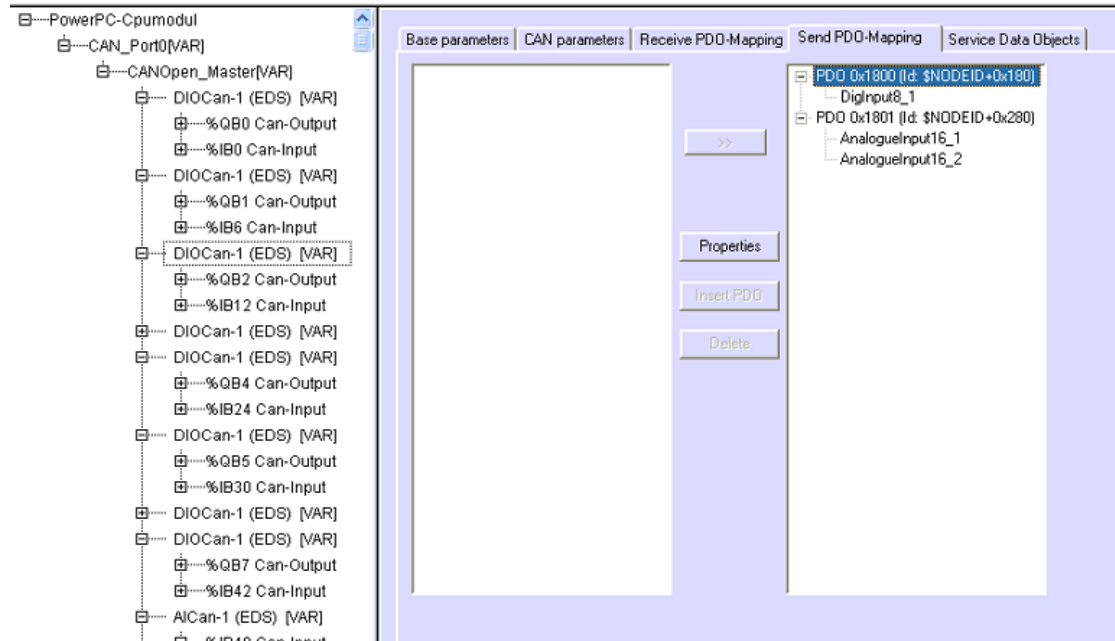 PowerPC-Cpumodul
CAN_Port0[VAR]
CANOpen_Master[VAR]
DIOCan-1 (EDS) [VAR]
%QB0 Can-Output
%IB0 Can-Input
DIOCan-1 (EDS) [VAR]
%QB1 Can-Output
%IB6 Can-Input
DIOCan-1 (EDS) [VAR]
%QB2 Can-Output
%IB12 Can-Input
DIOCan-1 (EDS) [VAR]
DIOCan-1 (EDS) [VAR]
%QB4 Can-Output
%IB24 Can-Input
DIOCan-1 (EDS) [VAR]
%QB5 Can-Output
%IB30 Can-Input
DIOCan-1 (EDS) [VAR]
DIOCan-1 (EDS) [VAR]
%QB7 Can-Output
%IB42 Can-Input
AICan-1 (EDS) [VAR]
%IB48 Can-Input
Base parameters CAN parameters Receive PDO-Mapping Send PDO-Mapping Service Data Objects
>>
Properties
Insert PDO
Delete
PDO 0x1800 (Id: $NODEID+0x180)
DigInput8_1
PDO 0x1801 (Id: $NODEID+0x280)
AnalogueInput16_1
AnalogueInput16_2